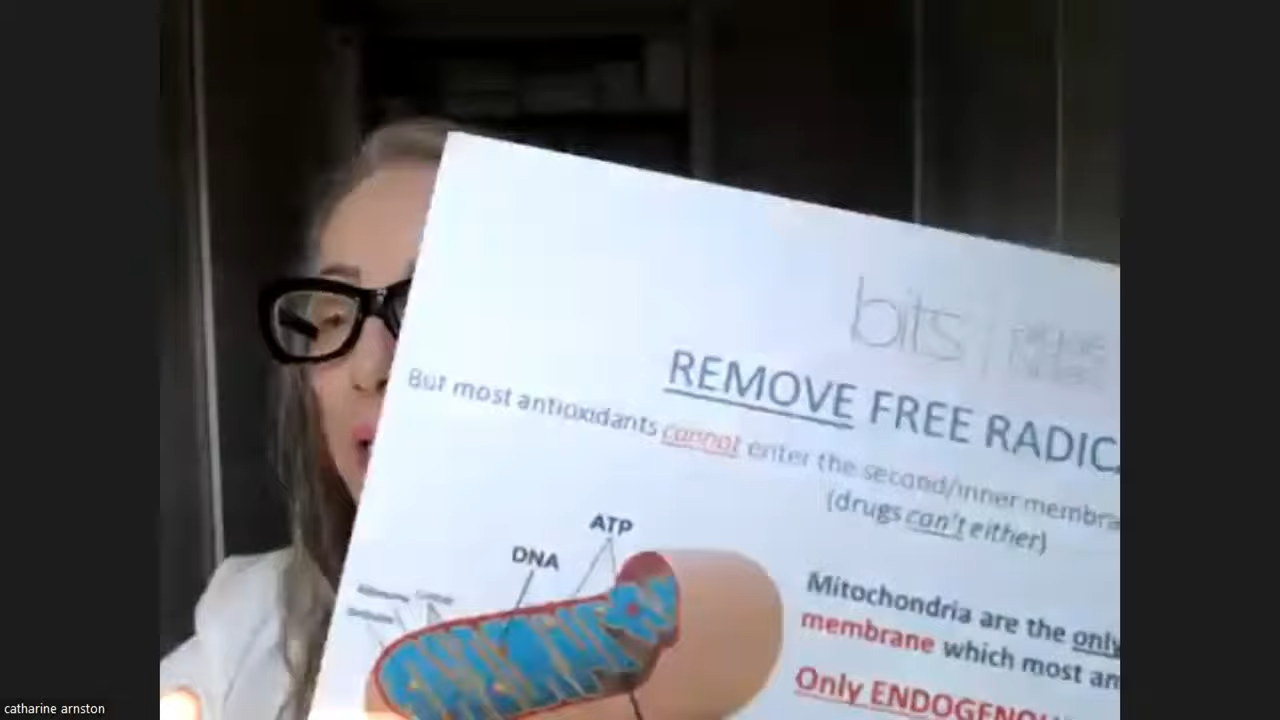 bits
REMOVE FREE RADIC
But most antioxidants cannot enter the second/inner membra
(drugs can't either)
ATP
DNA
Mitochondria are the only
membrane which most an
Only ENDOGENOU
catharine arnston